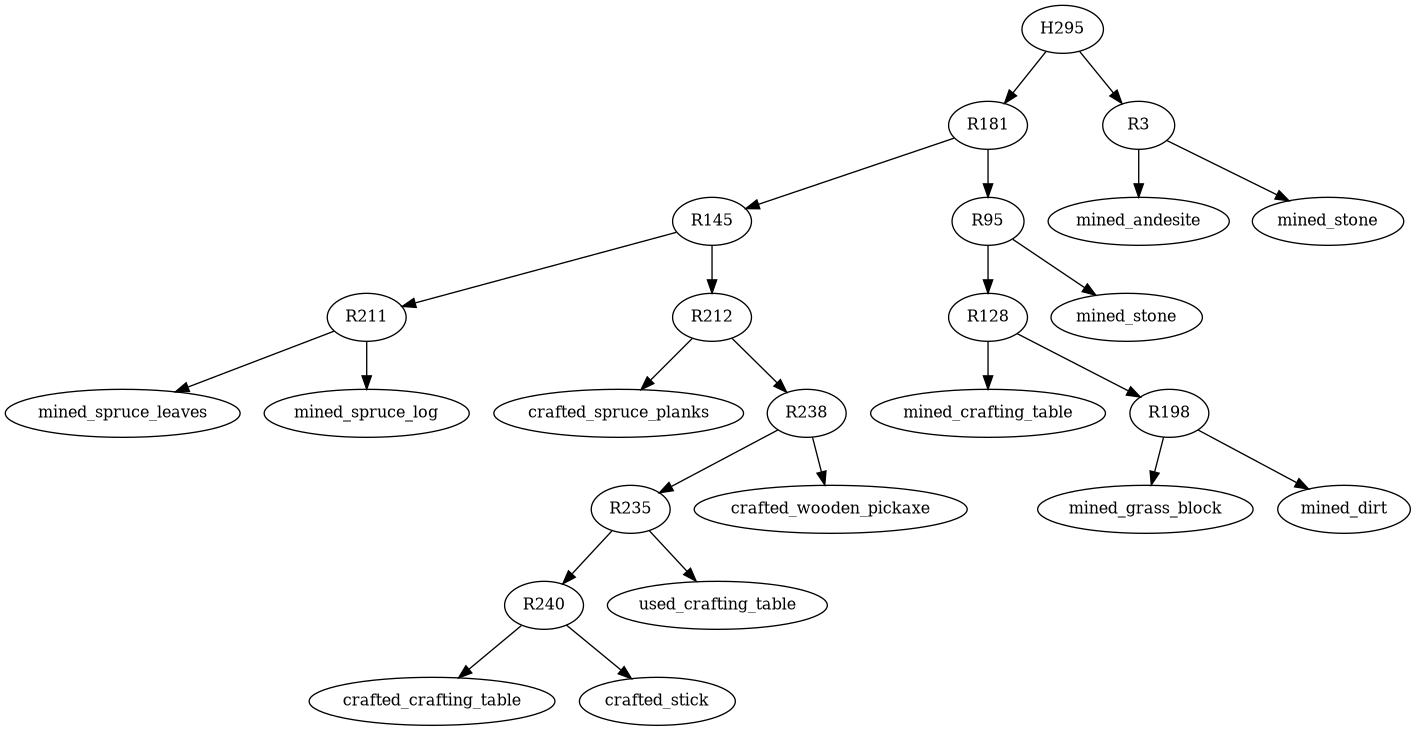 H295
R181
R3
R145
R95
mined_andesite
mined_stone
R211
R212
R128
mined_stone
mined_spruce_leaves
mined_spruce_log
crafted_spruce_planks
R238
mined_crafting_table
R198
R235
crafted_wooden_pickaxe
mined_grass_block
mined_dirt
R240
used_crafting_table
crafted_crafting_table
crafted_stick